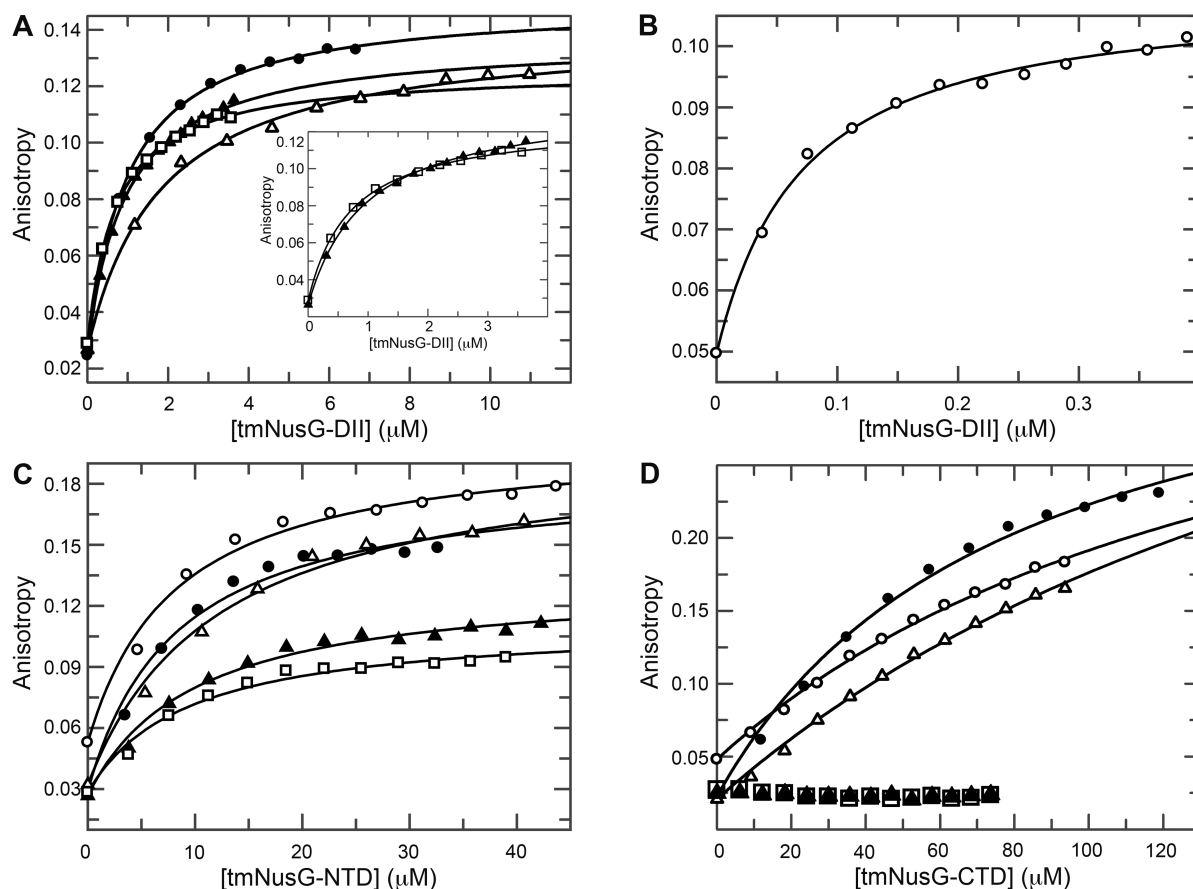 A
0.14
0.12
0.10
0.08
0.06
0.04
0.02
Anisotropy
0 2 4 6 8 10
[tmNusG-DII] (μM)
0.12
0.10
0.08
0.06
0.04
Anisotropy
0 1 2 3
[tmNusG-DII] (μM)
B
0.10
0.09
0.08
0.07
0.06
0.05
Anisotropy
0 0.1 0.2 0.3
[tmNusG-DII] (μM)
C
0.18
0.15
0.12
0.09
0.06
0.03
Anisotropy
0 10 20 30 40
[tmNusG-NTD] (μM)
D
0.20
0.15
0.10
0.05
Anisotropy
0 20 40 60 80 100 120
[tmNusG-CTD] (μM)